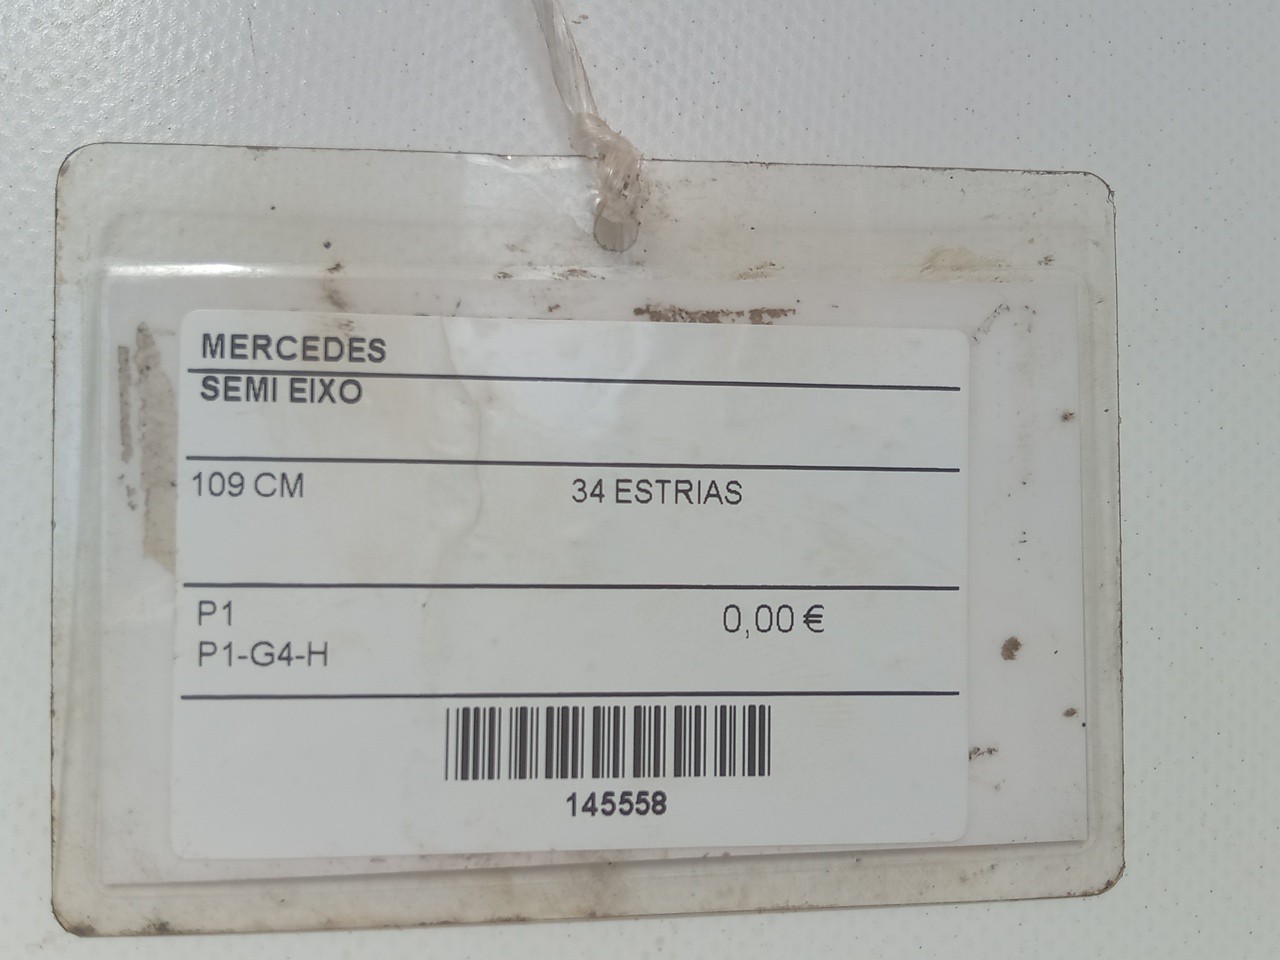 MERCEDES
SEMI EIXO
109 CM 34 ESTRIAS
P1 0,00 €
P1-G4-H
145558